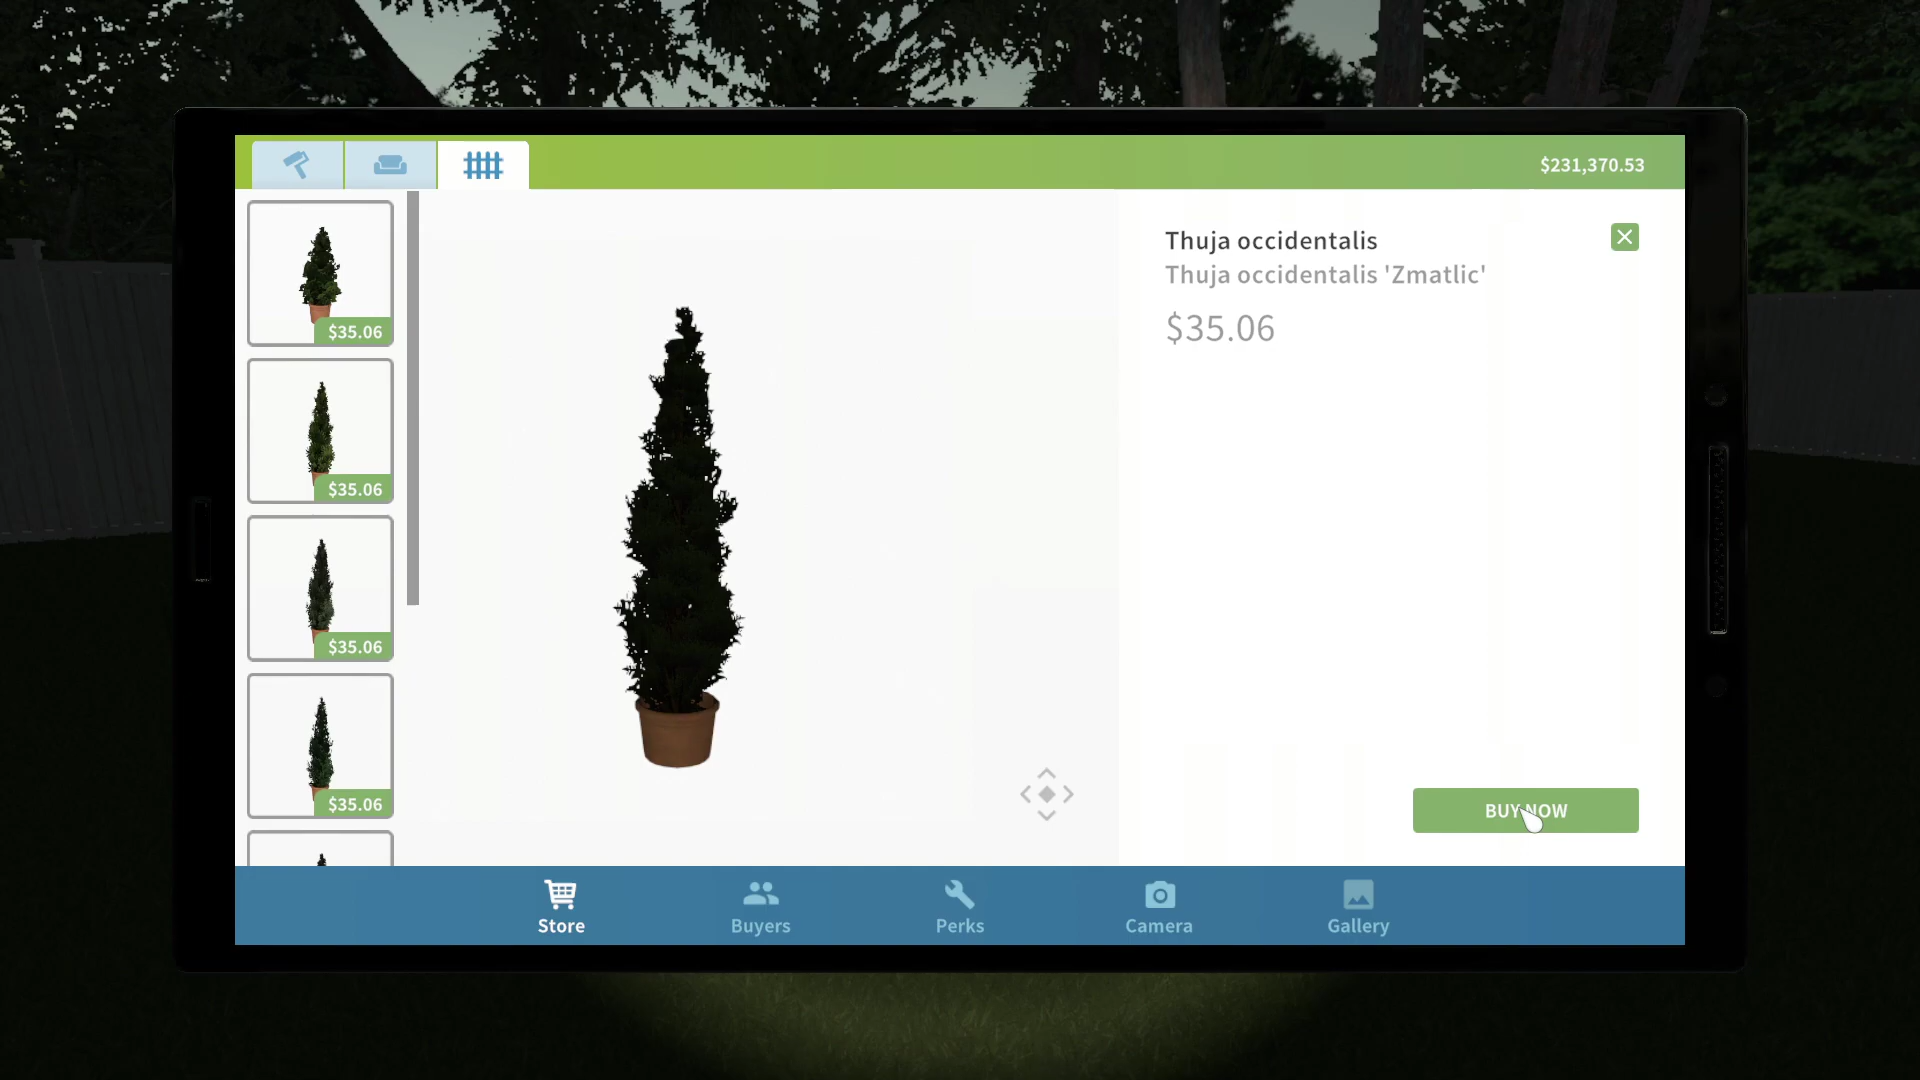 $231,370.53
$35.06
$35.06
$35.06
$35.06
Thuja occidentalis
Thuja occidentalis 'Zmatlic'
$35.06
BUY NOW
Store
Buyers
Perks
Camera
Gallery